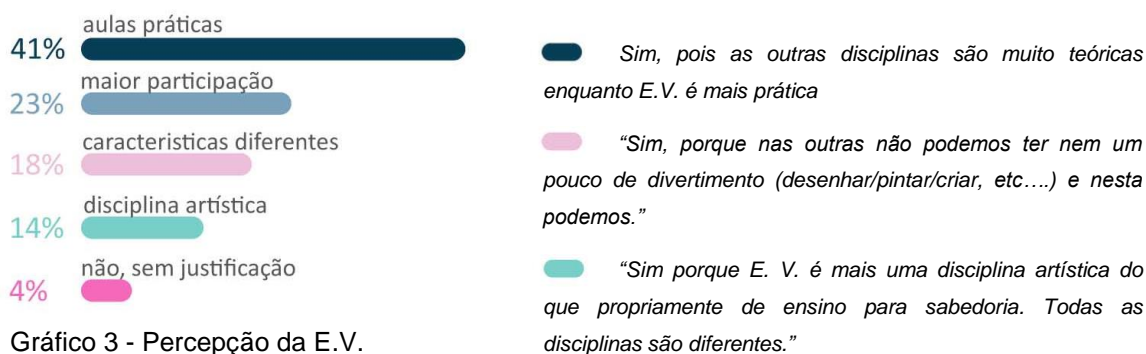 aulas práticas
41%
maior participação
23%
caracteristicas diferentes
18%
disciplina artística
14%
não, sem justificação
4%
Gráfico 3 - Percepção da E.V.
Sim, pois as outras disciplinas são muito teóricas
enquanto E.V. é mais prática
“Sim, porque nas outras não podemos ter nem um
pouco de divertimento (desenhar/pintar/criar, etc….) e nesta
podemos.”
“Sim porque E. V. é mais uma disciplina artística do
que propriamente de ensino para sabedoria. Todas as
disciplinas são diferentes.”